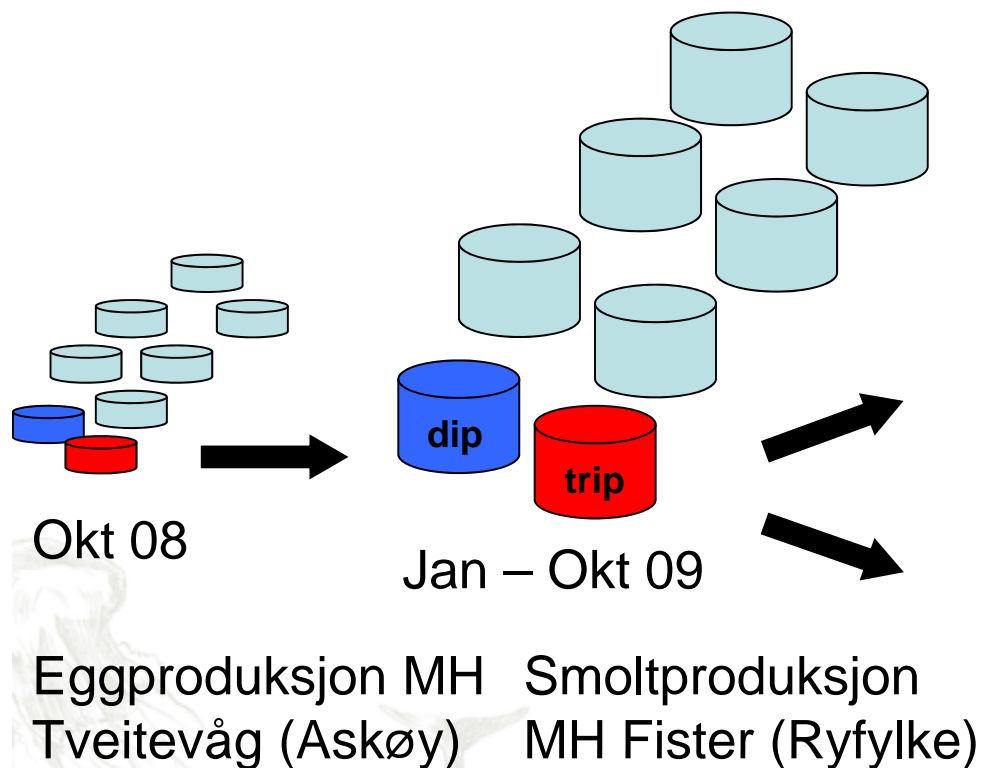 dip
trip
Okt 08
Jan – Okt 09
Eggproduksjon MH
Tveitevåg (Askøy)
Smoltproduksjon
MH Fister (Ryfylke)